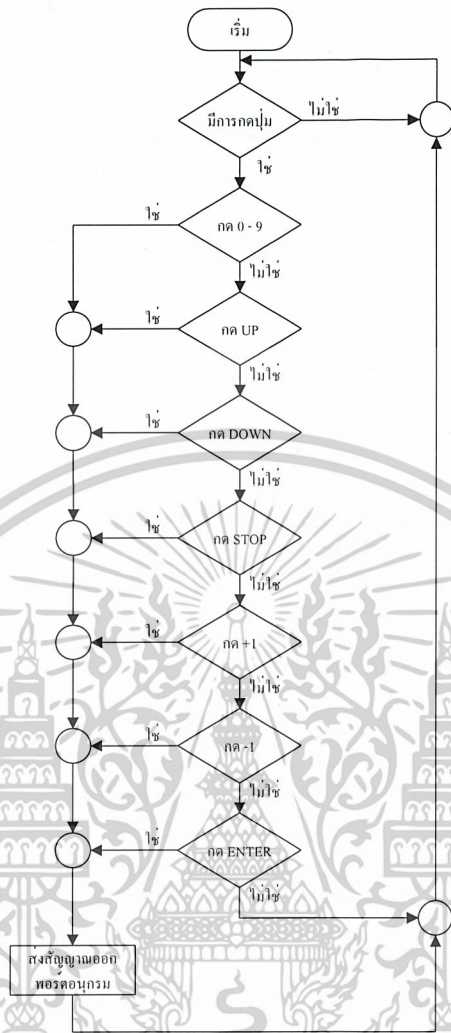 เริ่ม
มีการกดปุ่ม
ไม่ใช่
ใช่
ใช่
กด 0 - 9
ไม่ใช่
ใช่
กด UP
ไม่ใช่
ใช่
กด DOWN
ไม่ใช่
ใช่
กด STOP
ไม่ใช่
ใช่
กด +1
ไม่ใช่
ใช่
กด -1
ไม่ใช่
ใช่
กด ENTER
ไม่ใช่
ส่งสัญญาณออก
พอร์ตอนุกรม